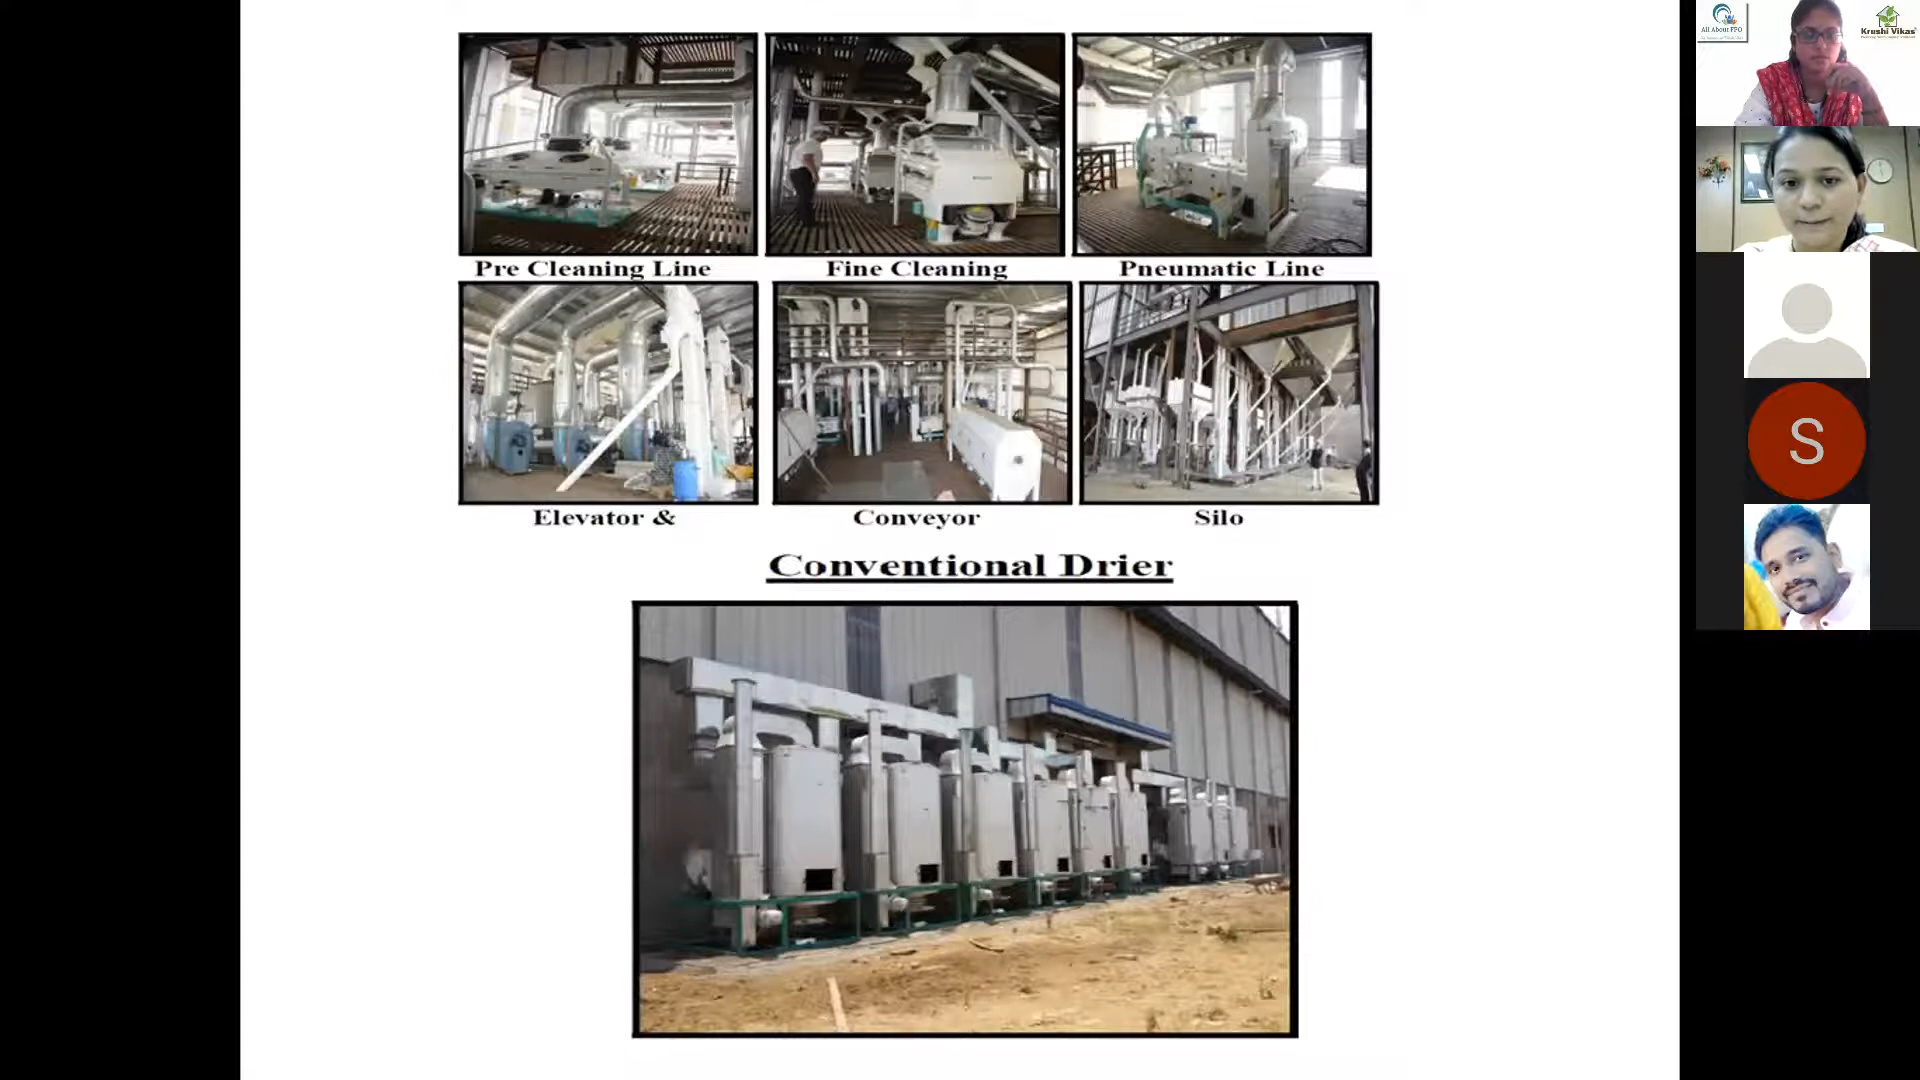 Pre Cleaning Line
Fine Cleaning
Pneumatic Line
Elevator &
Conveyor
Silo
Conventional Drier
All About FPO
Krushi Vikas
S